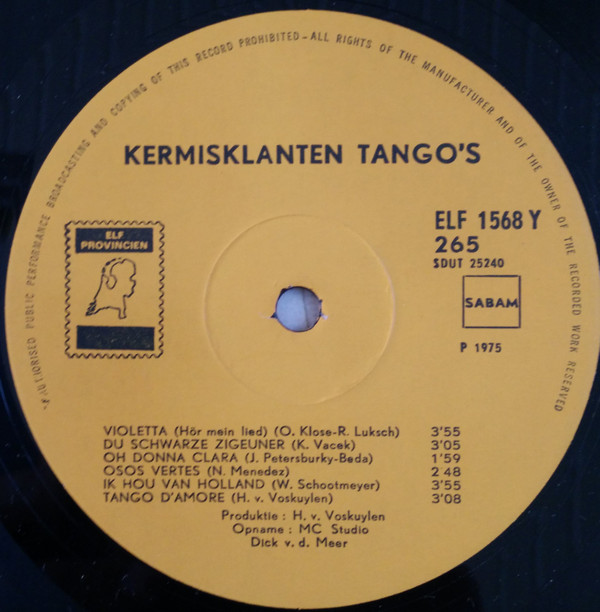 UNAUTHORISED PUBLIC PERFORMANCE BROADCASTING AND COPYING OF THIS RECORD PROHIBITED – ALL RIGHTS OF THE MANUFACTURER AND OF THE OWNER OF THE RECORDED WORK RESERVED
KERMISKLANTEN TANGO'S
ELF
PROVINCIEN
ELF 1568 Y
265
SDUT 25240
SABAM
P 1975
VIOLETTA (Hör mein lied) (O. Klose-R. Luksch) 3'55
DU SCHWARZE ZIGEUNER (K. Vacek) 3'05
OH DONNA CLARA (J. Petersburky-Beda) 1'59
OSOS VERTES (N. Menedez) 2 48
IK HOU VAN HOLLAND (W. Schootmeyer) 3'55
TANGO D'AMORE (H. v. Voskuylen) 3'08
Produktie : H. v. Voskuylen
Opname : MC Studio
Dick v. d. Meer